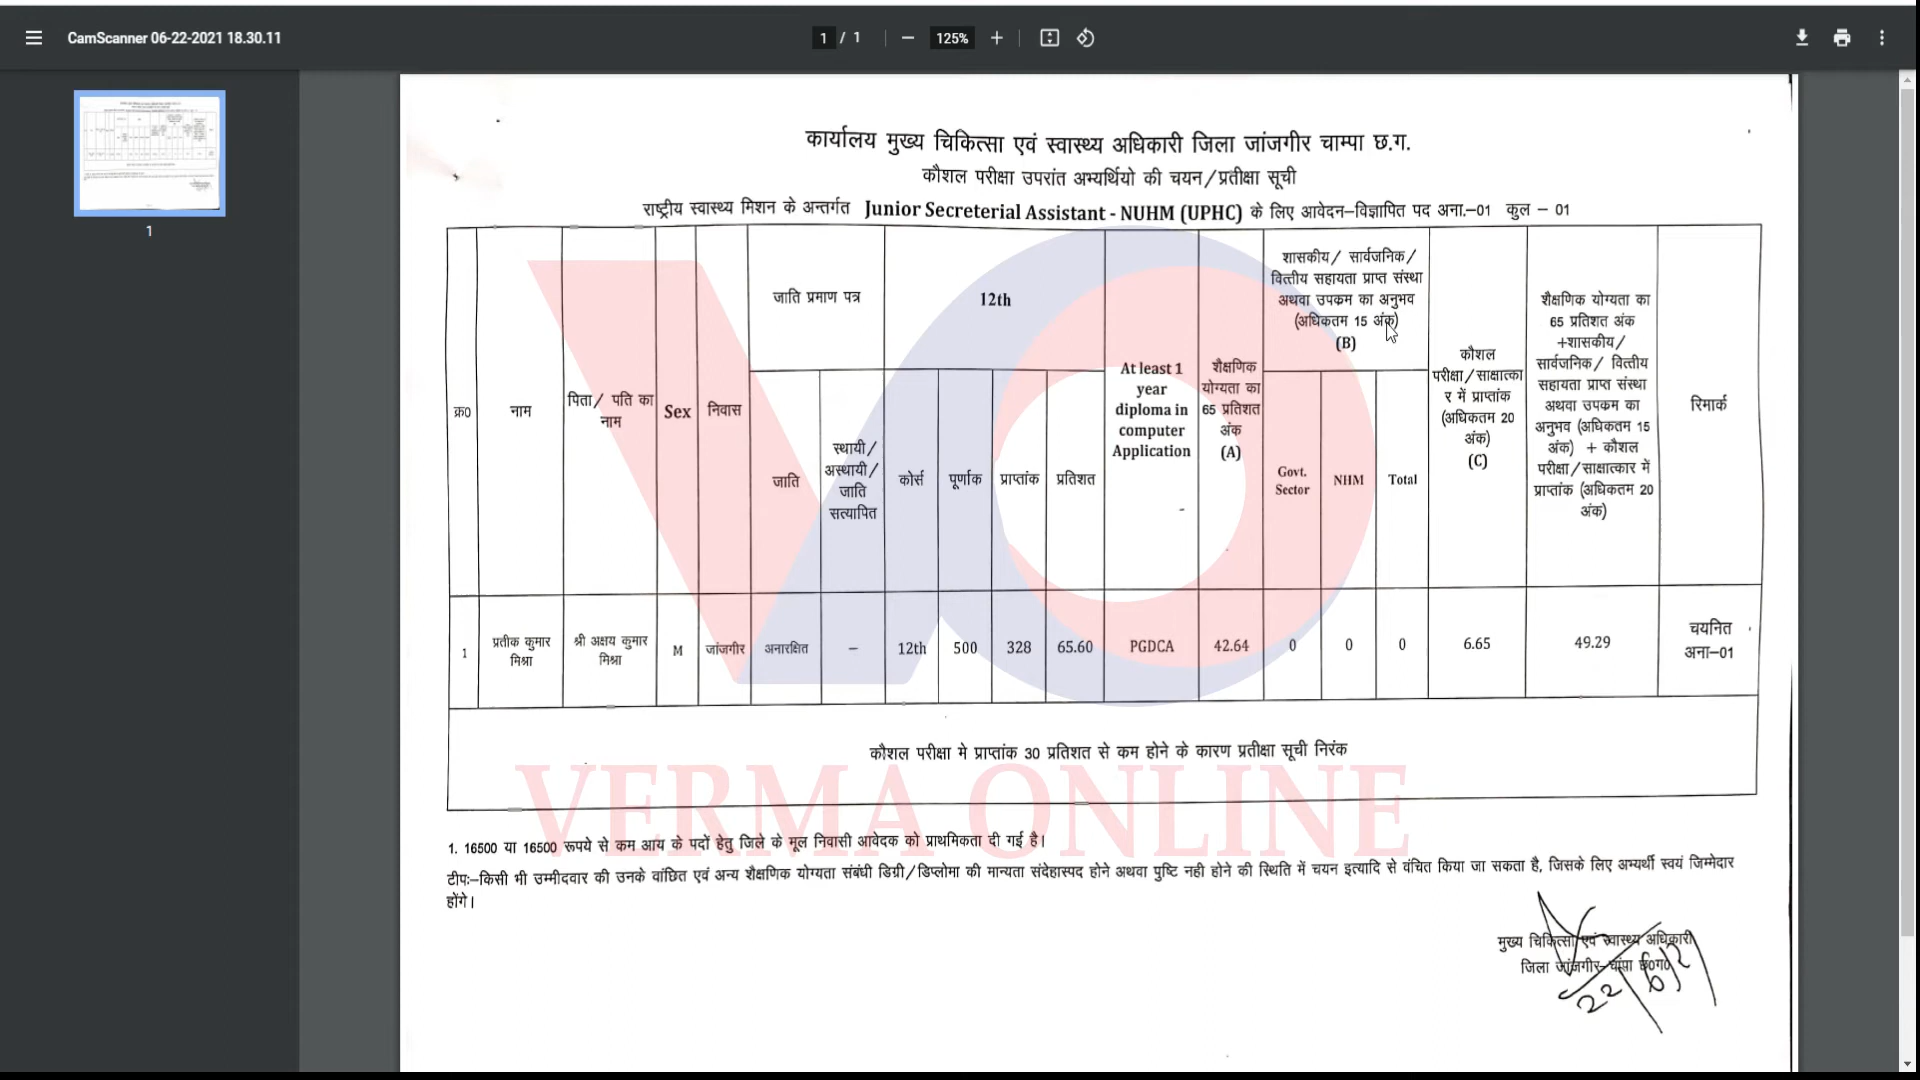 CamScanner 06-22-2021 18.30.11
1 / 1
125%
1
कार्यालय मुख्य चिकित्सा एवं स्वास्थ्य अधिकारी जिला जांजगीर चाम्पा छ.ग.
कौशल परीक्षा उपरांत अभ्यर्थियो की चयन/प्रतीक्षा सूची
राष्ट्रीय स्वास्थ्य मिशन के अन्तर्गत Junior Secreterial Assistant - NUHM (UPHC) के लिए आवेदन–विज्ञापित पद अना.–01 कुल – 01
क्र0
नाम
पिता/ पति का
नाम
Sex
निवास
जाति प्रमाण पत्र
जाति
स्थायी/
अस्थायी/
जाति
सत्यापित
12th
कोर्स
पूर्णाक
प्राप्तांक
प्रतिशत
At least 1
year
diploma in
computer
Application
शैक्षणिक
योग्यता का
65 प्रतिशत
अंक
(A)
शासकीय/ सार्वजनिक/
वित्तीय सहायता प्राप्त संस्था
अथवा उपक्रम का अनुभव
(अधिकतम 15 अंक)
(B)
Govt.
Sector
NHM
Total
कौशल
परीक्षा/साक्षात्का
र में प्राप्तांक
(अधिकतम 20
अंक)
(C)
शैक्षणिक योग्यता का
65 प्रतिशत अंक
+शासकीय/
सार्वजनिक/ वित्तीय
सहायता प्राप्त संस्था
अथवा उपक्रम का
अनुभव (अधिकतम 15
अंक) + कौशल
परीक्षा/साक्षात्कार में
प्राप्तांक (अधिकतम 20
अंक)
रिमार्क
1
प्रतीक कुमार
मिश्रा
श्री अक्षय कुमार
मिश्रा
M
जांजगीर
अनारक्षित
–
12th
500
328
65.60
PGDCA
42.64
0
0
0
6.65
49.29
चयनित
अना–01
कौशल परीक्षा मे प्राप्तांक 30 प्रतिशत से कम होने के कारण प्रतीक्षा सूची निरंक
VERMA ONLINE
1. 16500 या 16500 रूपये से कम आय के पदों हेतु जिले के मूल निवासी आवेदक को प्राथमिकता दी गई है।
टीपः–किसी भी उम्मीदवार की उनके वांछित एवं अन्य शैक्षणिक योग्यता संबंधी डिग्री/डिप्लोमा की मान्यता संदेहास्पद होने अथवा पुष्टि नही होने की स्थिति में चयन इत्यादि से वंचित किया जा सकता है, जिसके लिए अभ्यर्थी स्वयं जिम्मेदार
होंगे।
मुख्य चिकित्सा एवं स्वास्थ्य अधिकारी
जिला जांजगीर–चांपा छ0ग0